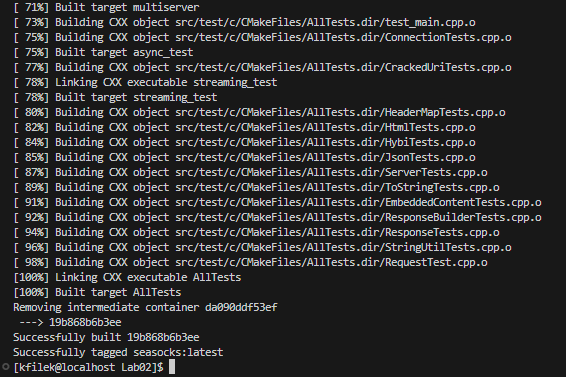 [ 71%] Built target multiserver
[ 73%] Building CXX object src/test/c/CMakeFiles/AllTests.dir/test_main.cpp.o
[ 75%] Building CXX object src/test/c/CMakeFiles/AllTests.dir/ConnectionTests.cpp.o
[ 75%] Built target async_test
[ 77%] Building CXX object src/test/c/CMakeFiles/AllTests.dir/CrackedUriTests.cpp.o
[ 78%] Linking CXX executable streaming_test
[ 78%] Built target streaming_test
[ 80%] Building CXX object src/test/c/CMakeFiles/AllTests.dir/HeaderMapTests.cpp.o
[ 82%] Building CXX object src/test/c/CMakeFiles/AllTests.dir/HtmlTests.cpp.o
[ 84%] Building CXX object src/test/c/CMakeFiles/AllTests.dir/HybiTests.cpp.o
[ 85%] Building CXX object src/test/c/CMakeFiles/AllTests.dir/JsonTests.cpp.o
[ 87%] Building CXX object src/test/c/CMakeFiles/AllTests.dir/ServerTests.cpp.o
[ 89%] Building CXX object src/test/c/CMakeFiles/AllTests.dir/ToStringTests.cpp.o
[ 91%] Building CXX object src/test/c/CMakeFiles/AllTests.dir/EmbeddedContentTests.cpp.o
[ 92%] Building CXX object src/test/c/CMakeFiles/AllTests.dir/ResponseBuilderTests.cpp.o
[ 94%] Building CXX object src/test/c/CMakeFiles/AllTests.dir/ResponseTests.cpp.o
[ 96%] Building CXX object src/test/c/CMakeFiles/AllTests.dir/StringUtilTests.cpp.o
[ 98%] Building CXX object src/test/c/CMakeFiles/AllTests.dir/RequestTest.cpp.o
[100%] Linking CXX executable AllTests
[100%] Built target AllTests
Removing intermediate container da090ddf53ef
 ---> 19b868b6b3ee
Successfully built 19b868b6b3ee
Successfully tagged seasocks:latest
[kfilek@localhost Lab02]$